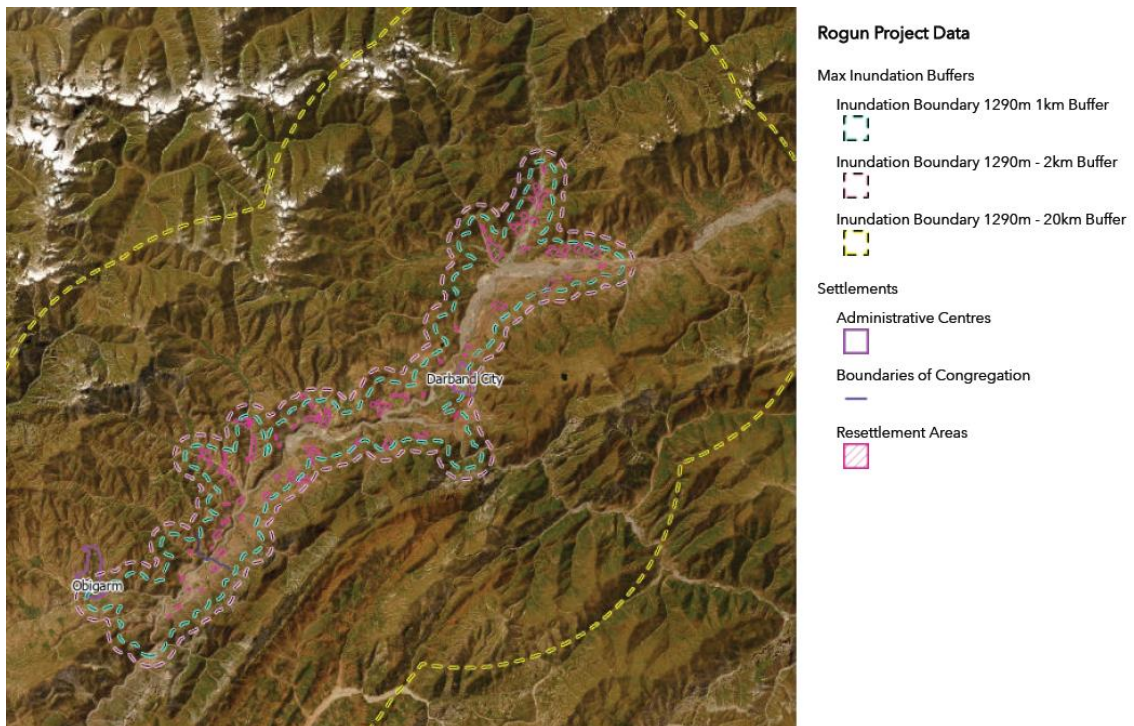 Rogun Project Data
Max Inundation Buffers
Inundation Boundary 1290m 1km Buffer
Inundation Boundary 1290m - 2km Buffer
Inundation Boundary 1290m - 20km Buffer
Settlements
Administrative Centres
Boundaries of Congregation
Resettlement Areas
Darband City
Obigarm